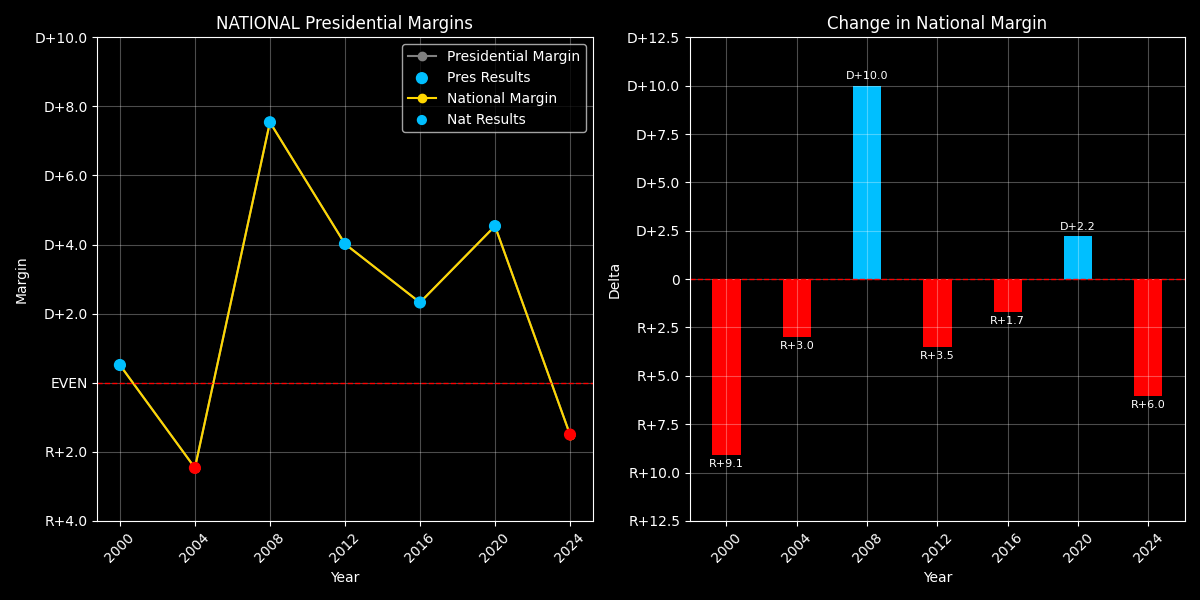 NATIONAL Presidential Margins
D+10.0
D+8.0
D+6.0
D+4.0
D+2.0
EVEN
R+2.0
R+4.0
Margin
Presidential Margin
Pres Results
National Margin
Nat Results
2000
2004
2008
2012
2016
2020
2024
Year
Change in National Margin
D+12.5
D+10.0
D+7.5
D+5.0
D+2.5
0
R+2.5
R+5.0
R+7.5
R+10.0
R+12.5
Delta
R+9.1
R+3.0
D+10.0
R+3.5
R+1.7
D+2.2
R+6.0
2000
2004
2008
2012
2016
2020
2024
Year